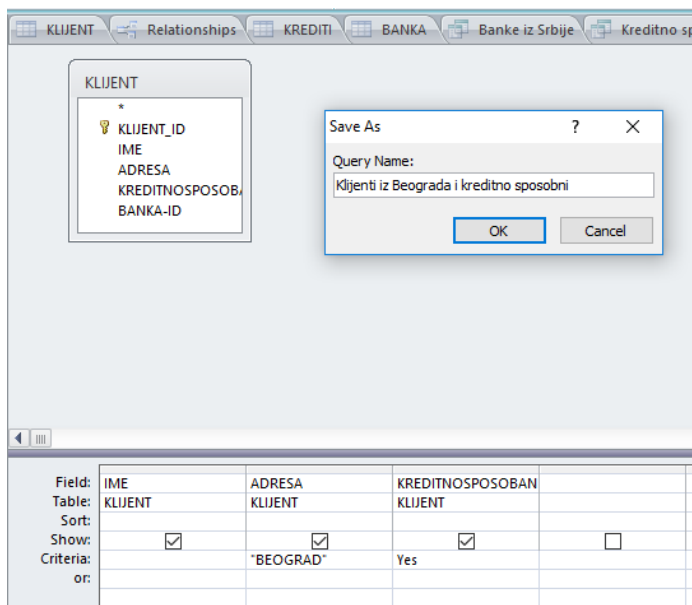 KLIJENT Relationships KREDITI BANKA Banke iz Srbije Kreditno sp
KLIJENT
*
KLIJENT_ID
IME
ADRESA
KREDITNOSPOSOBA
BANKA-ID
Save As ?
Query Name:
Klijenti iz Beograda i kreditno sposobni
OK Cancel
Field: IME ADRESA KREDITNOSPOSOBAN
Table: KLIJENT KLIJENT KLIJENT
Sort:
Show:
Criteria: "BEOGRAD" Yes
or: